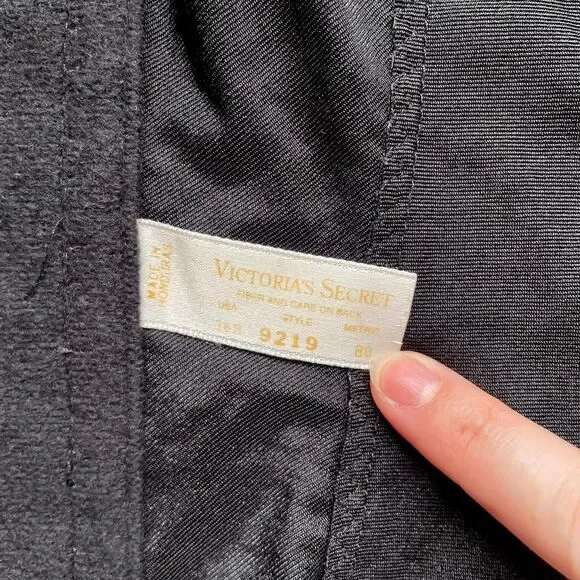 MADE IN
HONDURAS
VICTORIA'S SECRET
FIBER AND CARE ON BACK
USA STYLE METRIC
9219 80